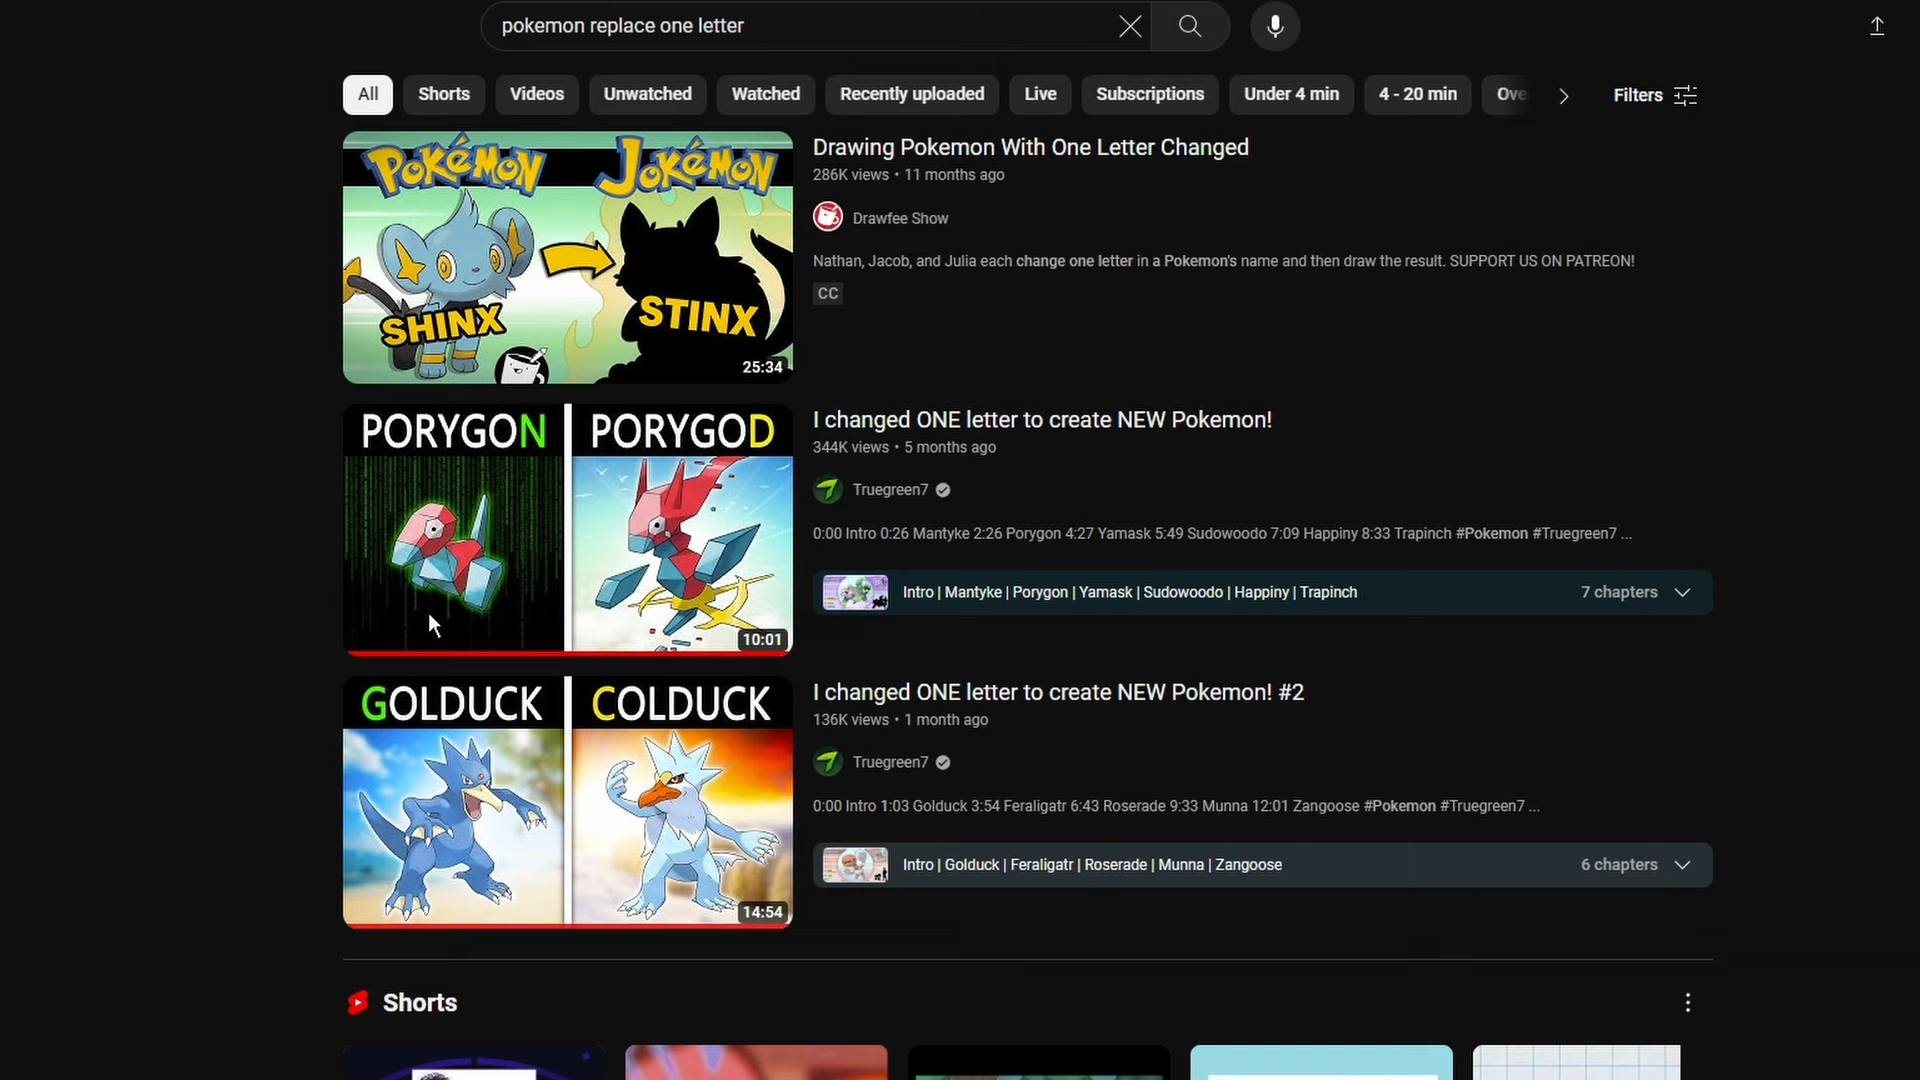 pokemon replace one letter
All Shorts Videos Unwatched Watched Recently uploaded Live Subscriptions Under 4 min 4 - 20 min Ove Filters
POKÉMON JOKÉMON
SHINX STINX
25:34
Drawing Pokemon With One Letter Changed
286K views • 11 months ago
Drawfee Show
Nathan, Jacob, and Julia each change one letter in a Pokemon's name and then draw the result. SUPPORT US ON PATREON!
CC
PORYGON PORYGOD
10:01
I changed ONE letter to create NEW Pokemon!
344K views • 5 months ago
Truegreen7
0:00 Intro 0:26 Mantyke 2:26 Porygon 4:27 Yamask 5:49 Sudowoodo 7:09 Happiny 8:33 Trapinch #Pokemon #Truegreen7 ...
Intro | Mantyke | Porygon | Yamask | Sudowoodo | Happiny | Trapinch 7 chapters
GOLDUCK COLDUCK
14:54
I changed ONE letter to create NEW Pokemon! #2
136K views • 1 month ago
Truegreen7
0:00 Intro 1:03 Golduck 3:54 Feraligatr 6:43 Roserade 9:33 Munna 12:01 Zangoose #Pokemon #Truegreen7 ...
Intro | Golduck | Feraligatr | Roserade | Munna | Zangoose 6 chapters
Shorts